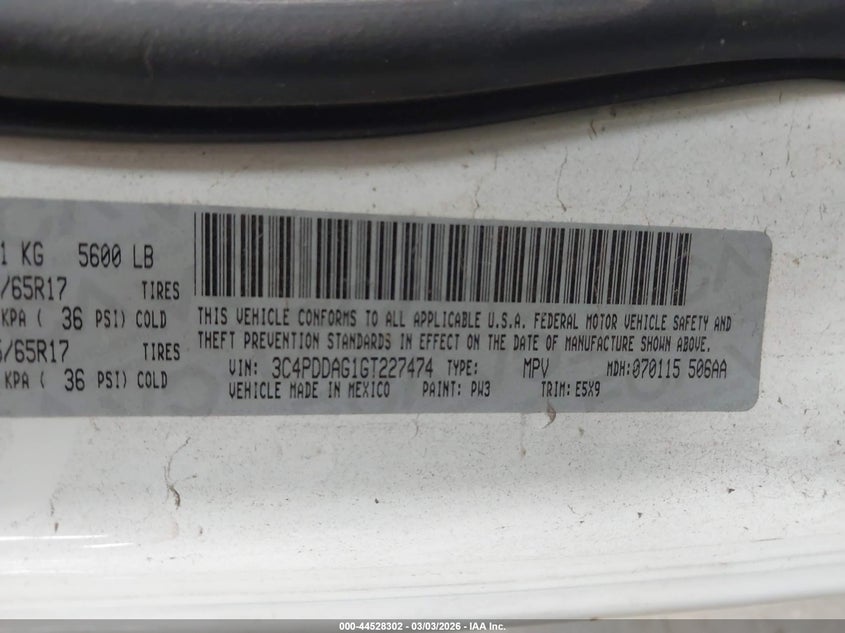 1 KG 5600 LB
/65R17 TIRES
KPA ( 36 PSI) COLD
/65R17 TIRES
KPA ( 36 PSI) COLD
THIS VEHICLE CONFORMS TO ALL APPLICABLE U.S.A. FEDERAL MOTOR VEHICLE SAFETY AND
THEFT PREVENTION STANDARDS IN EFFECT ON THE DATE OF MANUFACTURE SHOWN ABOVE.
VIN: 3C4PDDAG1GT227474 TYPE: MPV MDH:070115 506AA
VEHICLE MADE IN MEXICO PAINT: PW3 TRIM: E5X9
000-44528302 — 03/03/2026 — IAA Inc.